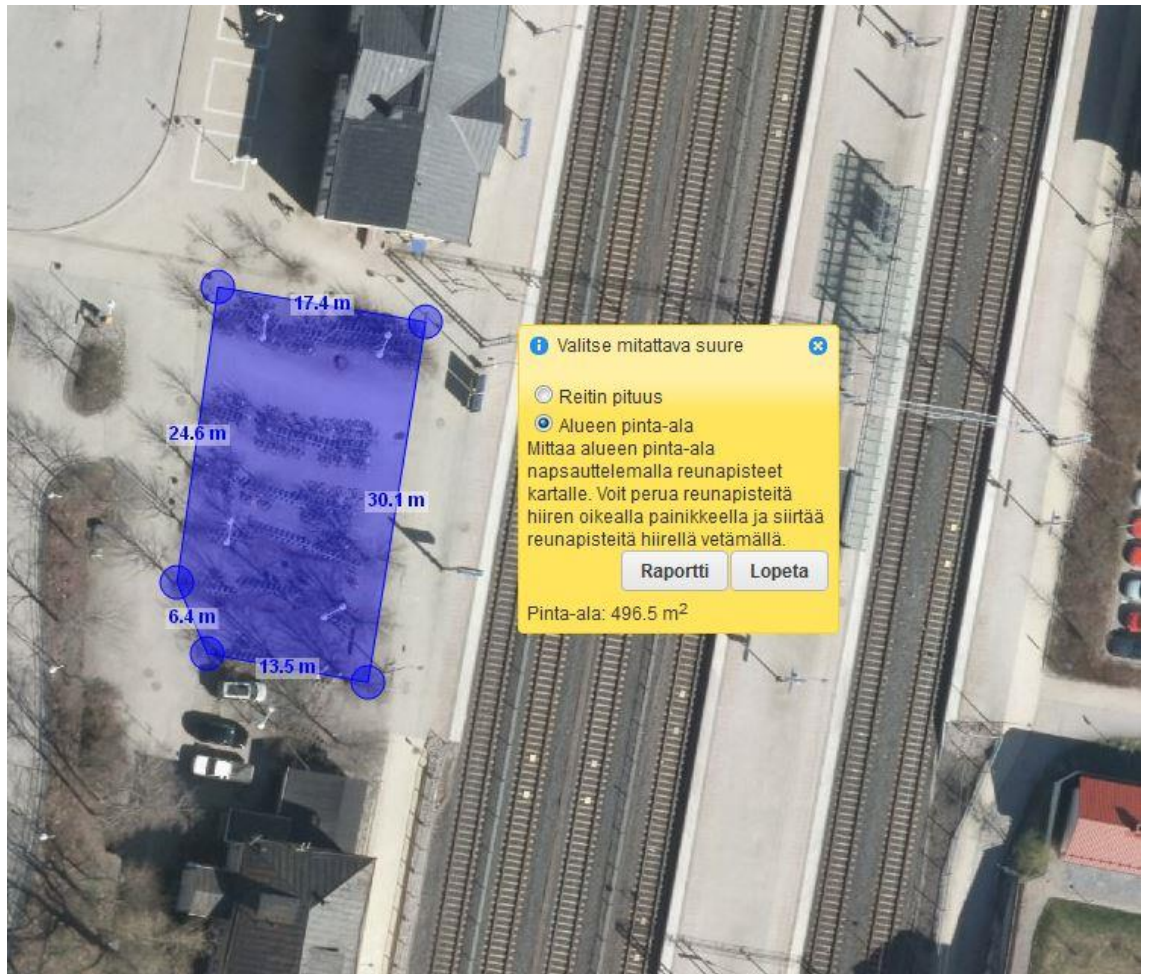 17.4 m
24.6 m
30.1 m
6.4 m
13.5 m
Valitse mitattava suure
Reitin pituus
Alueen pinta-ala
Mittaa alueen pinta-ala
napsauttelemalla reunapisteet
kartalle. Voit perua reunapisteitä
hiiren oikealla painikkeella ja siirtää
reunapisteitä hiirellä vetämällä.
Raportti Lopeta
Pinta-ala: 496.5 m²